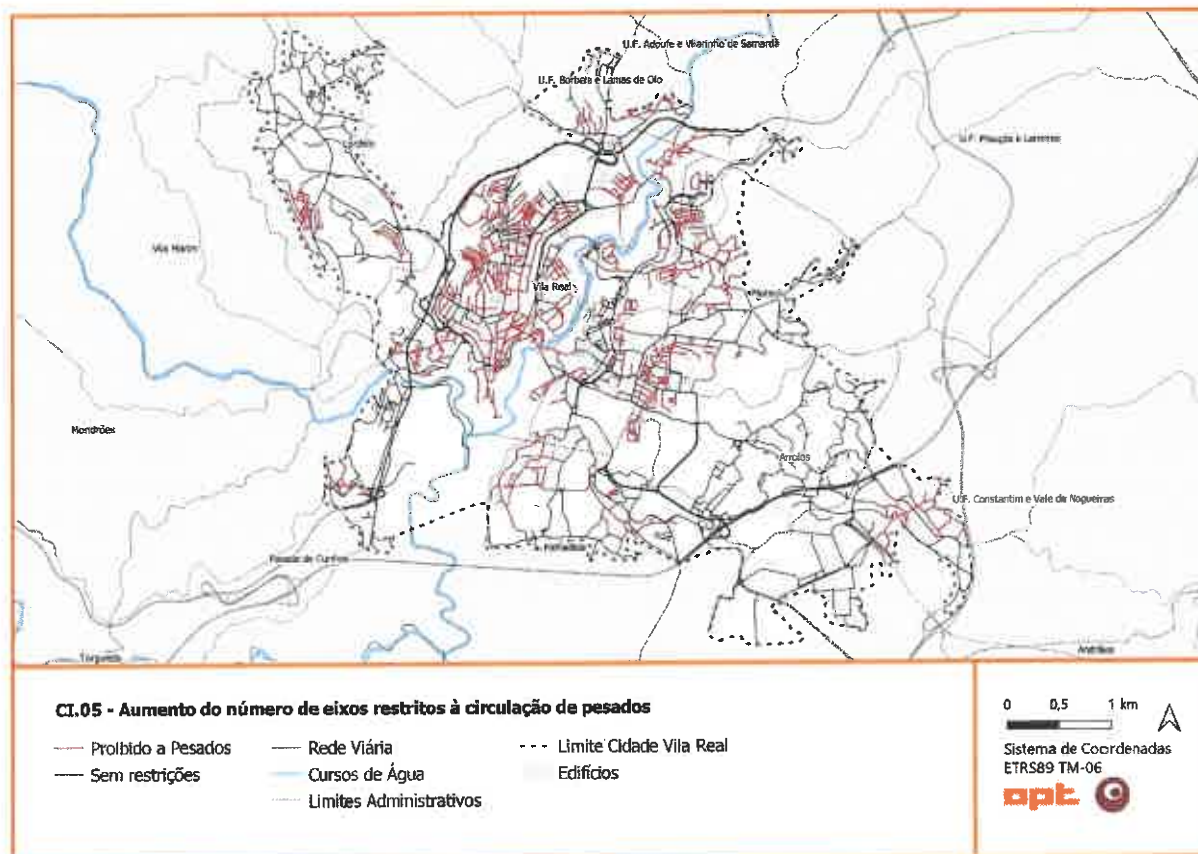 U.F. Adoufe e Vilarinho de Samardã
U.F. Borbela e Lamas de Olo
U.F. Mouçós e Lamares
Lordelo
Vila Marim
Vila Real
Mateus
Mondrões
Arroios
U.F. Constantim e Vale de Nogueiras
Parada de Cunhos
Folhadela
Torgueda
Andrães
CI.05 - Aumento do número de eixos restritos à circulação de pesados
Proibido a Pesados
Sem restrições
Rede Viária
Cursos de Água
Limites Administrativos
Limite Cidade Vila Real
Edifícios
0 0,5 1 km
Sistema de Coordenadas
ETRS89 TM-06
opt